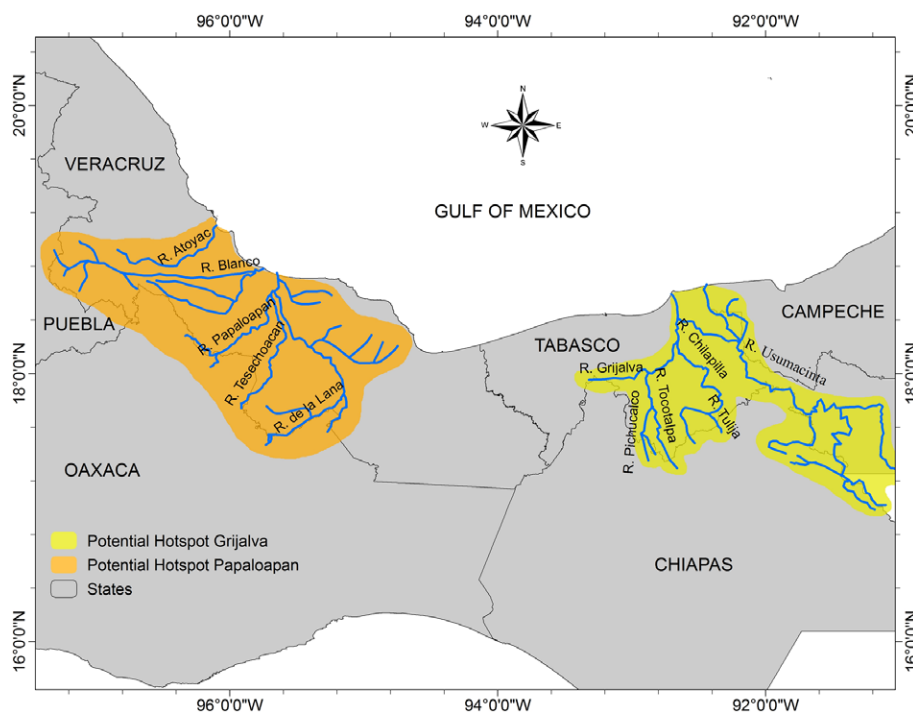 96°0'0"W
94°0'0"W
92°0'0"W
20°0'0"N
20°0'0"N
N
W
E
S
VERACRUZ
GULF OF MEXICO
R. Atoyac
R. Blanco
CAMPECHE
PUEBLA
R. Papaloapan
TABASCO
R. Chilapilia
R. Usumacinta
18°0'0"N
18°0'0"N
R. Tesechoacan
R. Grijalva
R. de la Lana
R. Pichucalco
R. Tocotalpa
R. Tulija
OAXACA
Potential Hotspot Grijalva
Potential Hotspot Papaloapan
States
CHIAPAS
16°0'0"N
16°0'0"N
96°0'0"W
94°0'0"W
92°0'0"W